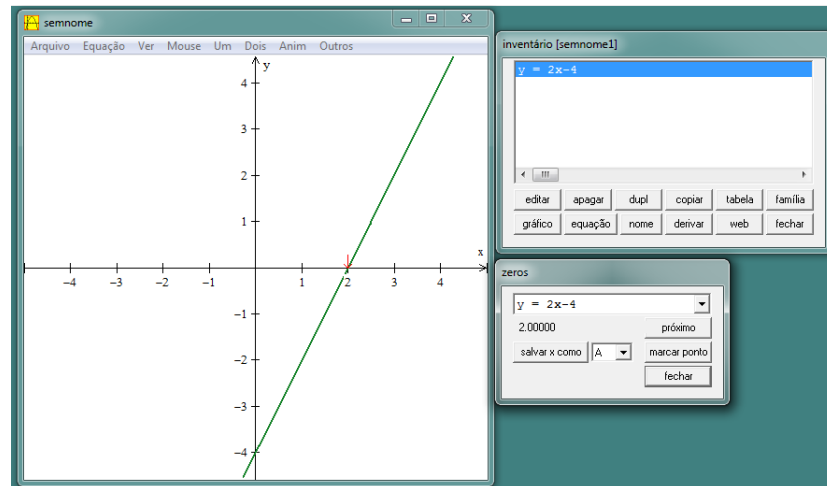 semnome
Arquivo Equação Ver Mouse Um Dois Anim Outros
y
4
3
2
1
x
−4 −3 −2 −1 1 2 3 4
−1
−2
−3
−4
inventário [semnome1]
y = 2x-4
editar apagar dupl copiar tabela família
gráfico equação nome derivar web fechar
zeros
y = 2x-4
2.00000 próximo
salvar x como A marcar ponto
fechar